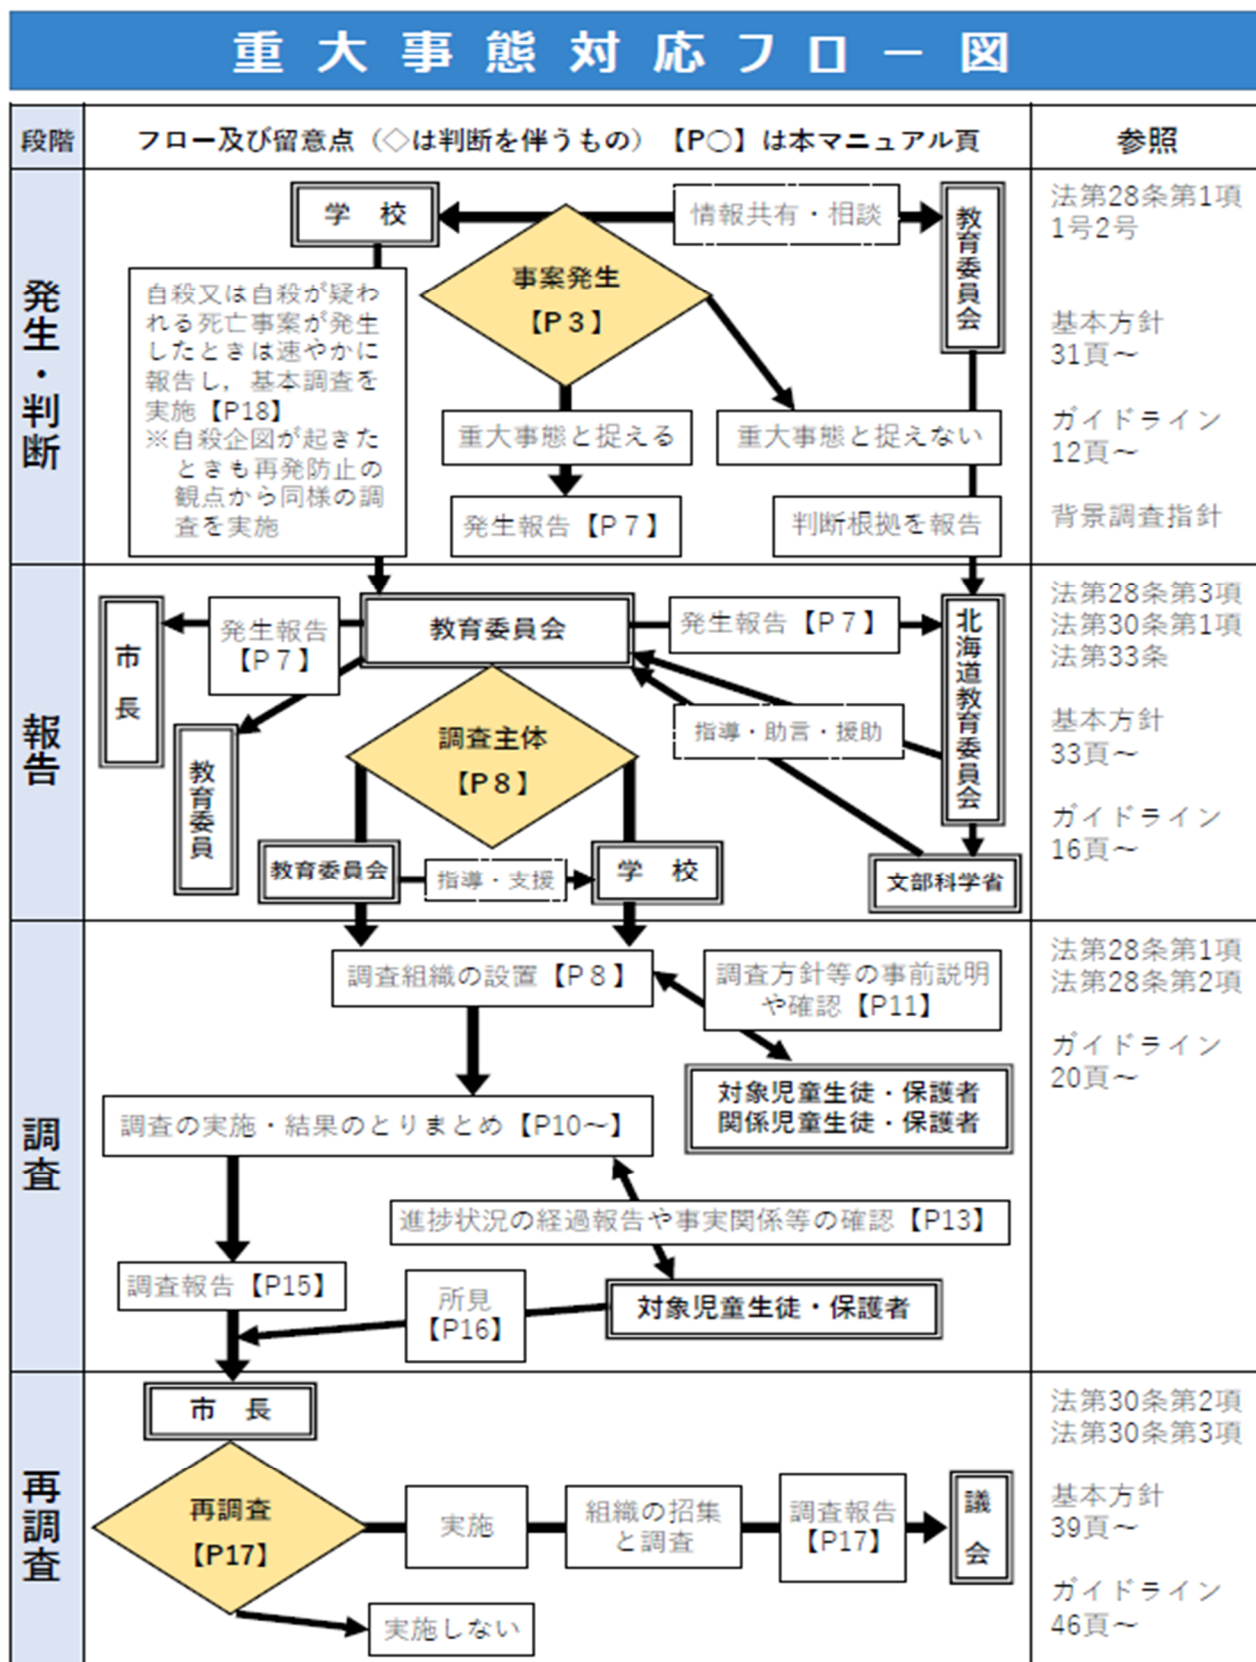 重大事態対応フロー図
段階
フロー及び留意点（◇は判断を伴うもの）【P○】は本マニュアル頁
参照
発生・判断
学　校
情報共有・相談
教育委員会
事案発生
【P３】
自殺又は自殺が疑わ
れる死亡事案が発生
したときは速やかに
報告し，基本調査を
実施【P18】
※自殺企図が起きた
ときも再発防止の
観点から同様の調
査を実施
重大事態と捉える
重大事態と捉えない
発生報告【P７】
判断根拠を報告
法第28条第1項
1号2号
基本方針
31頁～
ガイドライン
12頁～
背景調査指針
報告
市長
発生報告
【P７】
教育委員会
発生報告【P７】
北海道教育委員会
教育委員
調査主体
【P８】
指導・助言・援助
教育委員会
指導・支援
学　校
文部科学省
法第28条第3項
法第30条第1項
法第33条
基本方針
33頁～
ガイドライン
16頁～
調査
調査組織の設置【P８】
調査方針等の事前説明
や確認【P11】
対象児童生徒・保護者
関係児童生徒・保護者
調査の実施・結果のとりまとめ【P10～】
進捗状況の経過報告や事実関係等の確認【P13】
調査報告【P15】
所見
【P16】
対象児童生徒・保護者
法第28条第1項
法第28条第2項
ガイドライン
20頁～
再調査
市　長
再調査
【P17】
実施
組織の招集
と調査
調査報告
【P17】
議会
実施しない
法第30条第2項
法第30条第3項
基本方針
39頁～
ガイドライン
46頁～